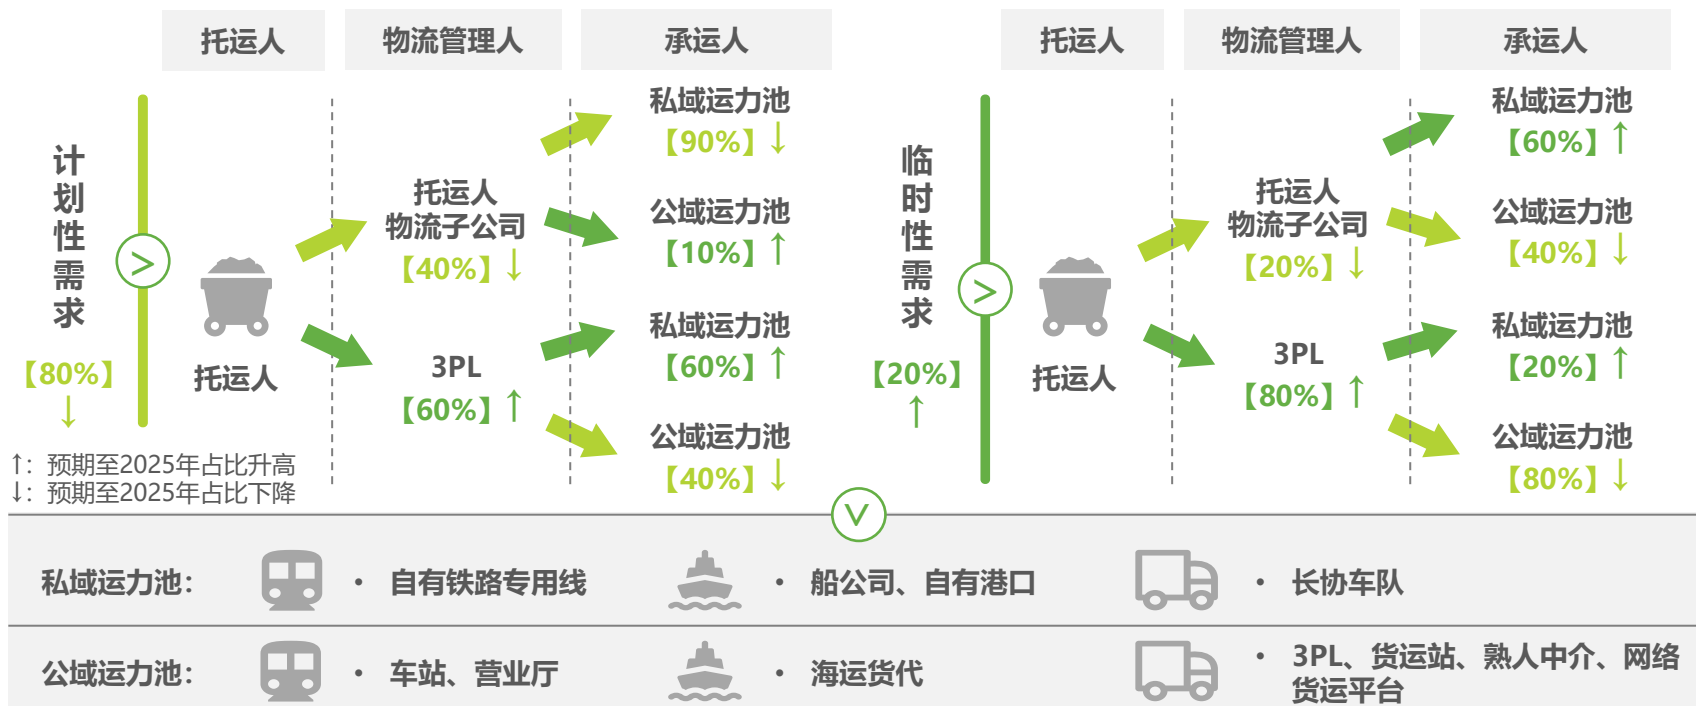 托运人
物流管理人
承运人
计划性需求
【80%】
↓
托运人
托运人
物流子公司
【40%】↓
3PL
【60%】↑
私域运力池
【90%】↓
公域运力池
【10%】↑
私域运力池
【60%】↑
公域运力池
【40%】↓
↑：预期至2025年占比升高
↓：预期至2025年占比下降
托运人
物流管理人
承运人
临时性需求
【20%】
↑
托运人
托运人
物流子公司
【20%】↓
3PL
【80%】↑
私域运力池
【60%】↑
公域运力池
【40%】↓
私域运力池
【20%】↑
公域运力池
【80%】↓
私域运力池：
• 自有铁路专用线
• 船公司、自有港口
• 长协车队
公域运力池：
• 车站、营业厅
• 海运货代
• 3PL、货运站、熟人中介、网络
货运平台